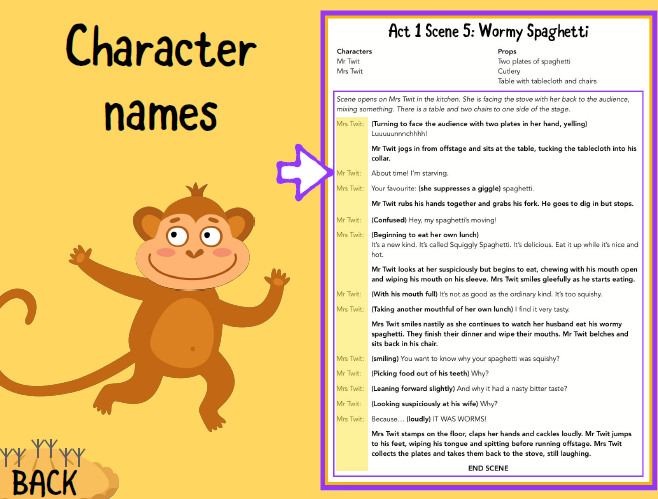 Character
names
BACK
Act 1 Scene 5: Wormy Spaghetti
Characters
Mr Twit
Mrs Twit
Props
Two plates of spaghetti
Cutlery
Table with tablecloth and chairs
Scene opens on Mrs Twit in the kitchen. She is facing the stove with her back to the audience,
mixing something. There is a table and two chairs to one side of the stage.
Mrs Twit: (Turning to face the audience with two plates in her hand, yelling)
Luuuuunnnchhhh!
Mr Twit jogs in from offstage and sits at the table, tucking the tablecloth into his
collar.
Mr Twit: About time! I'm starving.
Mrs Twit: Your favourite: (she suppresses a giggle) spaghetti.
Mr Twit rubs his hands together and grabs his fork. He goes to dig in but stops.
Mr Twit: (Confused) Hey, my spaghetti's moving!
Mrs Twit: (Beginning to eat her own lunch)
It's a new kind. It's called Squiggly Spaghetti. It's delicious. Eat it up while it's nice and
hot.
Mr Twit looks at her suspiciously but begins to eat, chewing with his mouth open
and wiping his mouth on his sleeve. Mrs Twit smiles gleefully as he starts eating.
Mr Twit: (With his mouth full) It's not as good as the ordinary kind. It's too squishy.
Mrs Twit: (Taking another mouthful of her own lunch) I find it very tasty.
Mrs Twit smiles nastily as she continues to watch her husband eat his wormy
spaghetti. They finish their dinner and wipe their mouths. Mr Twit belches and
sits back in his chair.
Mrs Twit: (smiling) You want to know why your spaghetti was squishy?
Mr Twit: (Picking food out of his teeth) Why?
Mrs Twit: (Leaning forward slightly) And why it had a nasty bitter taste?
Mr Twit: (Looking suspiciously at his wife) Why?
Mrs Twit: Because… (loudly) IT WAS WORMS!
Mrs Twit stamps on the floor, claps her hands and cackles loudly. Mr Twit jumps
to his feet, wiping his tongue and spitting before running offstage. Mrs Twit
collects the plates and takes them back to the stove, still laughing.
END SCENE